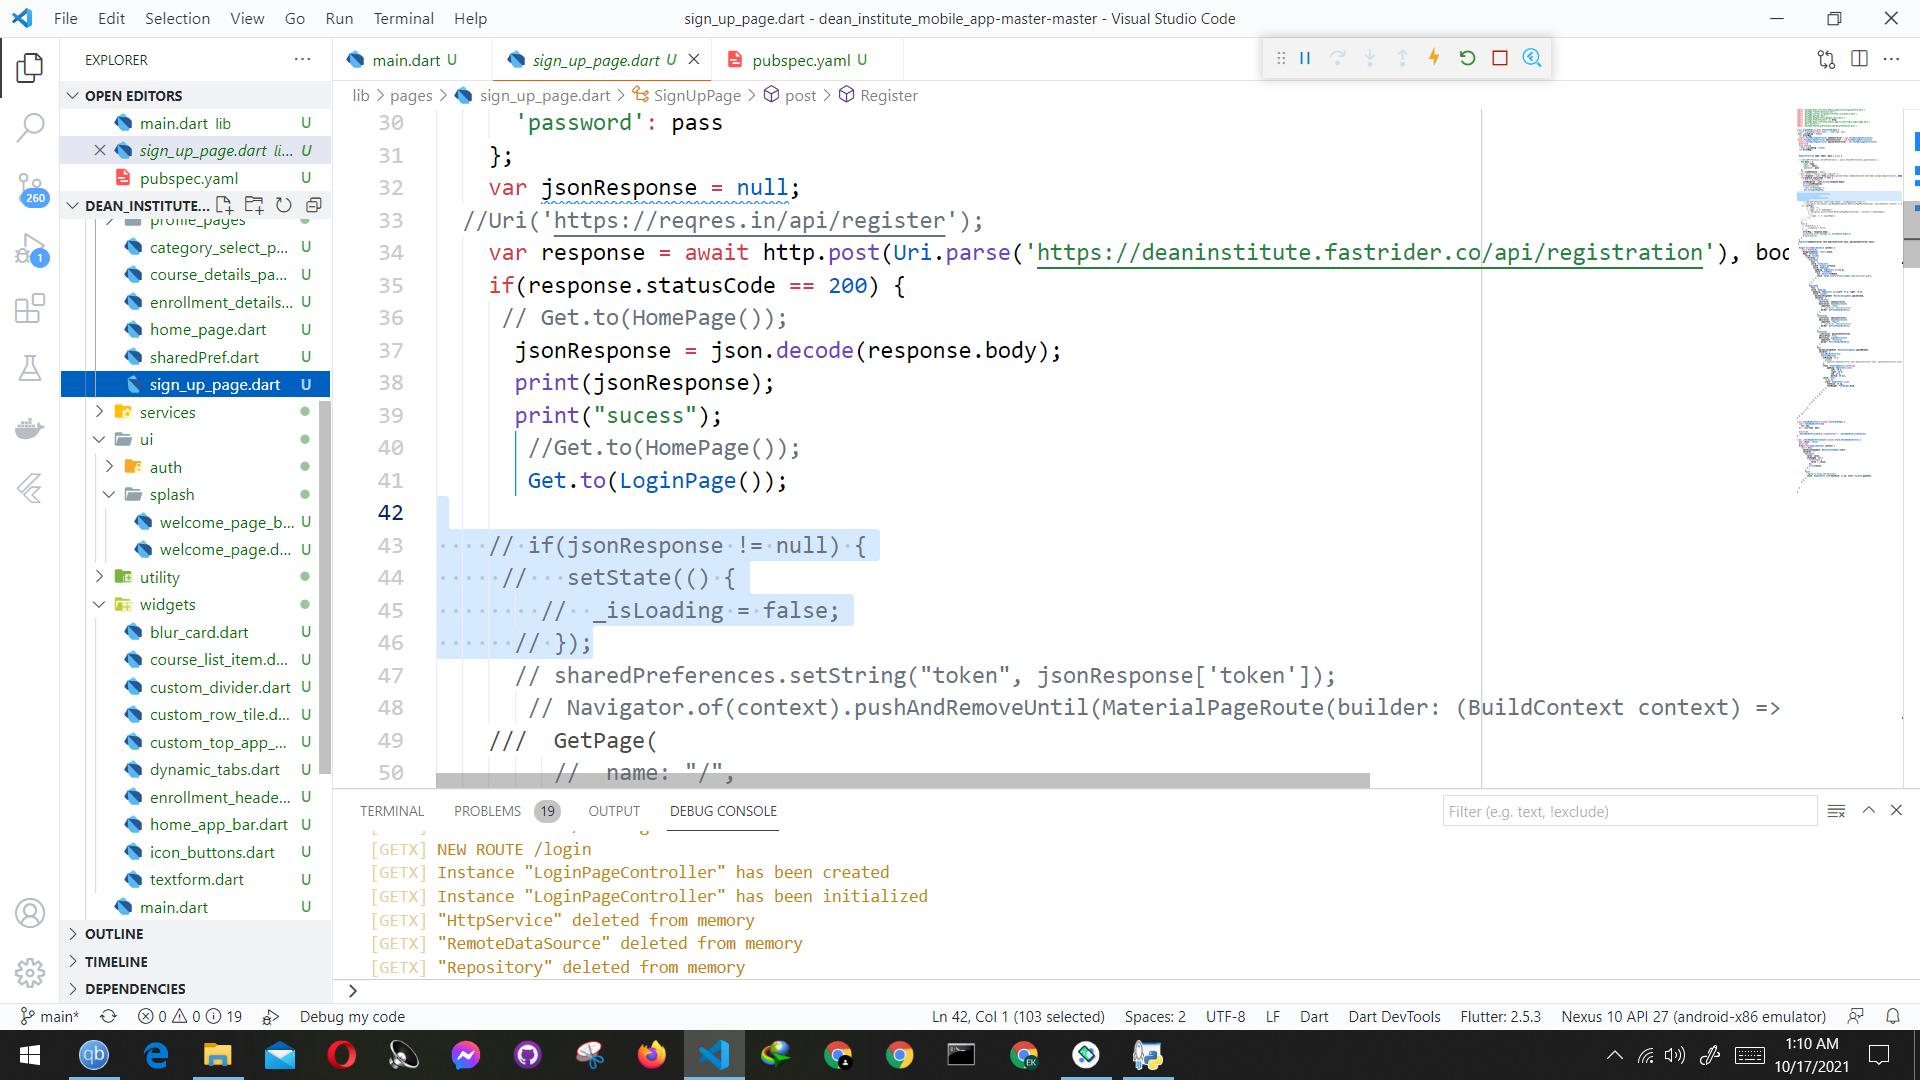 File Edit Selection View Go Run Terminal Help
sign_up_page.dart - dean_institute_mobile_app-master-master - Visual Studio Code
EXPLORER
main.dart U
sign_up_page.dart U
pubspec.yaml U
OPEN EDITORS
lib > pages > sign_up_page.dart > SignUpPage > post > Register
main.dart lib U
sign_up_page.dart li... U
pubspec.yaml U
DEAN_INSTITUTE...
profile_pages
category_select_p... U
course_details_pa... U
enrollment_details... U
home_page.dart U
sharedPref.dart U
sign_up_page.dart U
services
ui
auth
splash
welcome_page_b... U
welcome_page.d... U
utility
widgets
blur_card.dart U
course_list_item.d... U
custom_divider.dart U
custom_row_tile.d... U
custom_top_app_... U
dynamic_tabs.dart U
enrollment_heade... U
home_app_bar.dart U
icon_buttons.dart U
textform.dart U
main.dart U
OUTLINE
TIMELINE
DEPENDENCIES
260
1
30 'password': pass
31 };
32 var jsonResponse = null;
33 //Uri('https://reqres.in/api/register');
34 var response = await http.post(Uri.parse('https://deaninstitute.fastrider.co/api/registration'), bod
35 if(response.statusCode == 200) {
36 // Get.to(HomePage());
37 jsonResponse = json.decode(response.body);
38 print(jsonResponse);
39 print("sucess");
40 //Get.to(HomePage());
41 Get.to(LoginPage());
42
43 // if(jsonResponse != null) {
44 // setState(() {
45 // _isLoading = false;
46 // });
47 // sharedPreferences.setString("token", jsonResponse['token']);
48 // Navigator.of(context).pushAndRemoveUntil(MaterialPageRoute(builder: (BuildContext context) =>
49 /// GetPage(
50 // name: "/",
TERMINAL PROBLEMS 19 OUTPUT DEBUG CONSOLE
Filter (e.g. text, !exclude)
[GETX] NEW ROUTE /login
[GETX] Instance "LoginPageController" has been created
[GETX] Instance "LoginPageController" has been initialized
[GETX] "HttpService" deleted from memory
[GETX] "RemoteDataSource" deleted from memory
[GETX] "Repository" deleted from memory
main* 0 0 19 Debug my code
Ln 42, Col 1 (103 selected) Spaces: 2 UTF-8 LF Dart Dart DevTools Flutter: 2.5.3 Nexus 10 API 27 (android-x86 emulator)
qb
EK
1:10 AM
10/17/2021